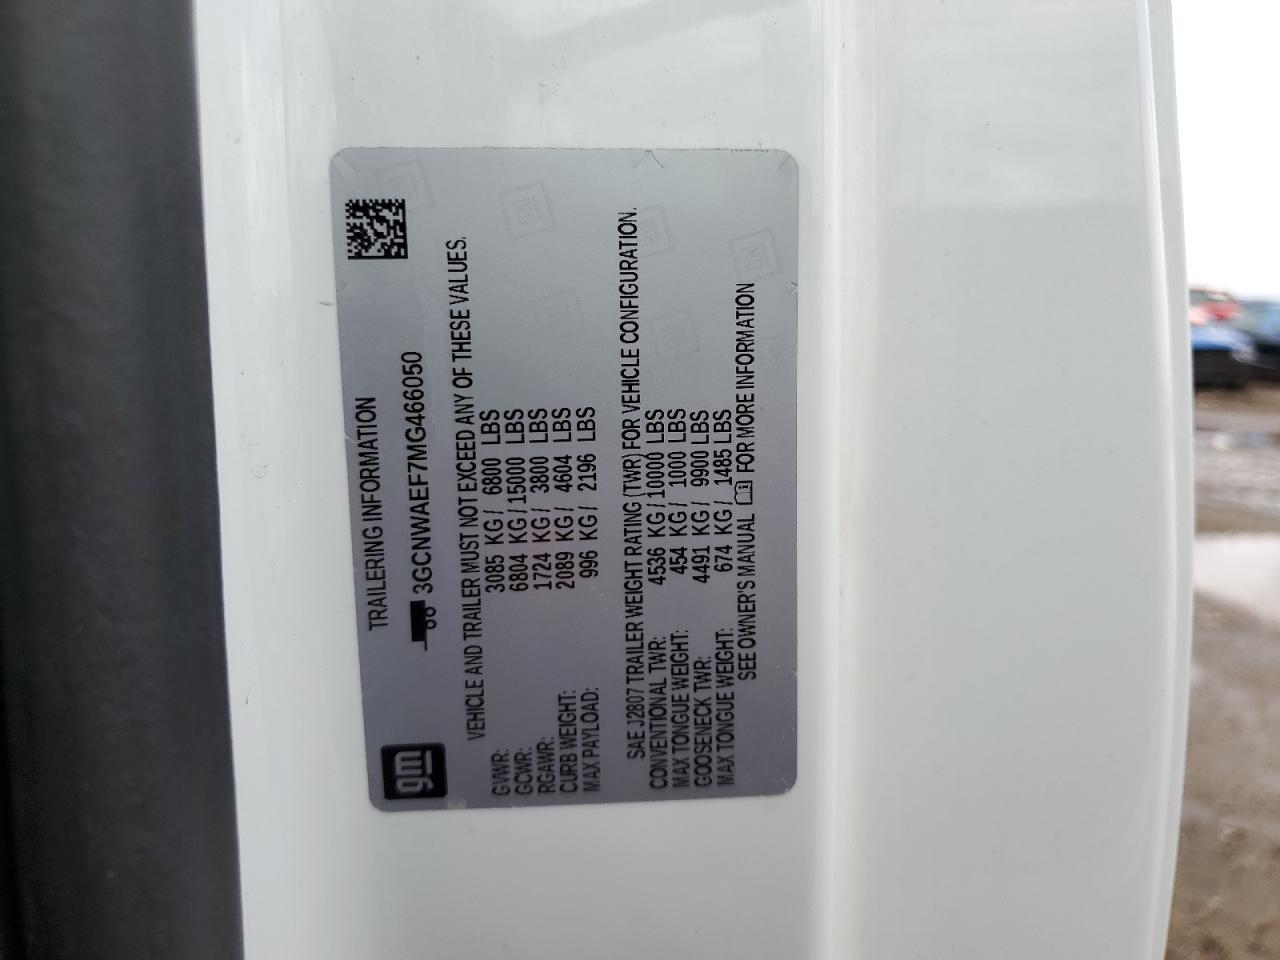 gm
TRAILERING INFORMATION
3GCNWAEF7MG466050
VEHICLE AND TRAILER MUST NOT EXCEED ANY OF THESE VALUES.
GVWR: 3085 KG / 6800 LBS
GCWR: 6804 KG / 15000 LBS
RGAWR: 1724 KG / 3800 LBS
CURB WEIGHT: 2089 KG / 4604 LBS
MAX PAYLOAD: 996 KG / 2196 LBS
SAE J2807 TRAILER WEIGHT RATING (TWR) FOR VEHICLE CONFIGURATION.
CONVENTIONAL TWR: 4536 KG / 10000 LBS
MAX TONGUE WEIGHT: 454 KG / 1000 LBS
GOOSENECK TWR: 4491 KG / 9900 LBS
MAX TONGUE WEIGHT: 674 KG / 1485 LBS
SEE OWNER'S MANUAL FOR MORE INFORMATION